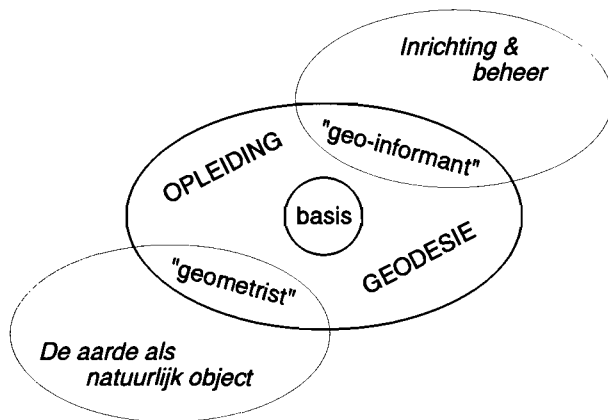 Inrichting &
beheer
"geo-informant"
OPLEIDING
basis
GEODESIE
"geometrist"
De aarde als
natuurlijk object